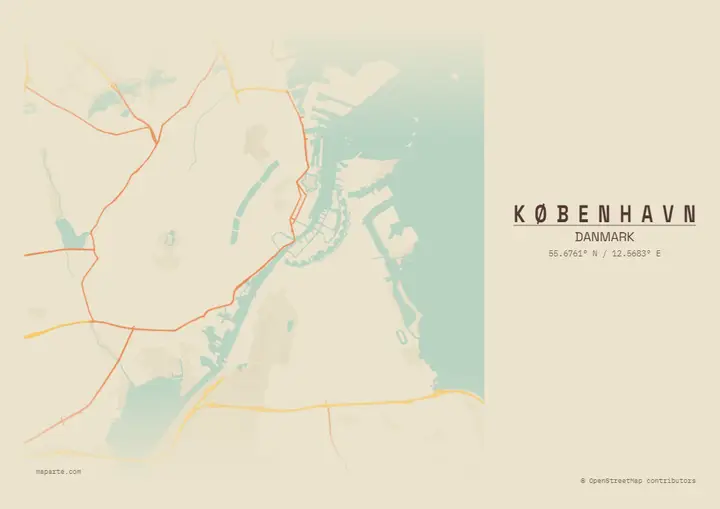 KØBENHAVN
DANMARK
55.6761° N / 12.5683° E
maparte.com
© OpenStreetMap contributors